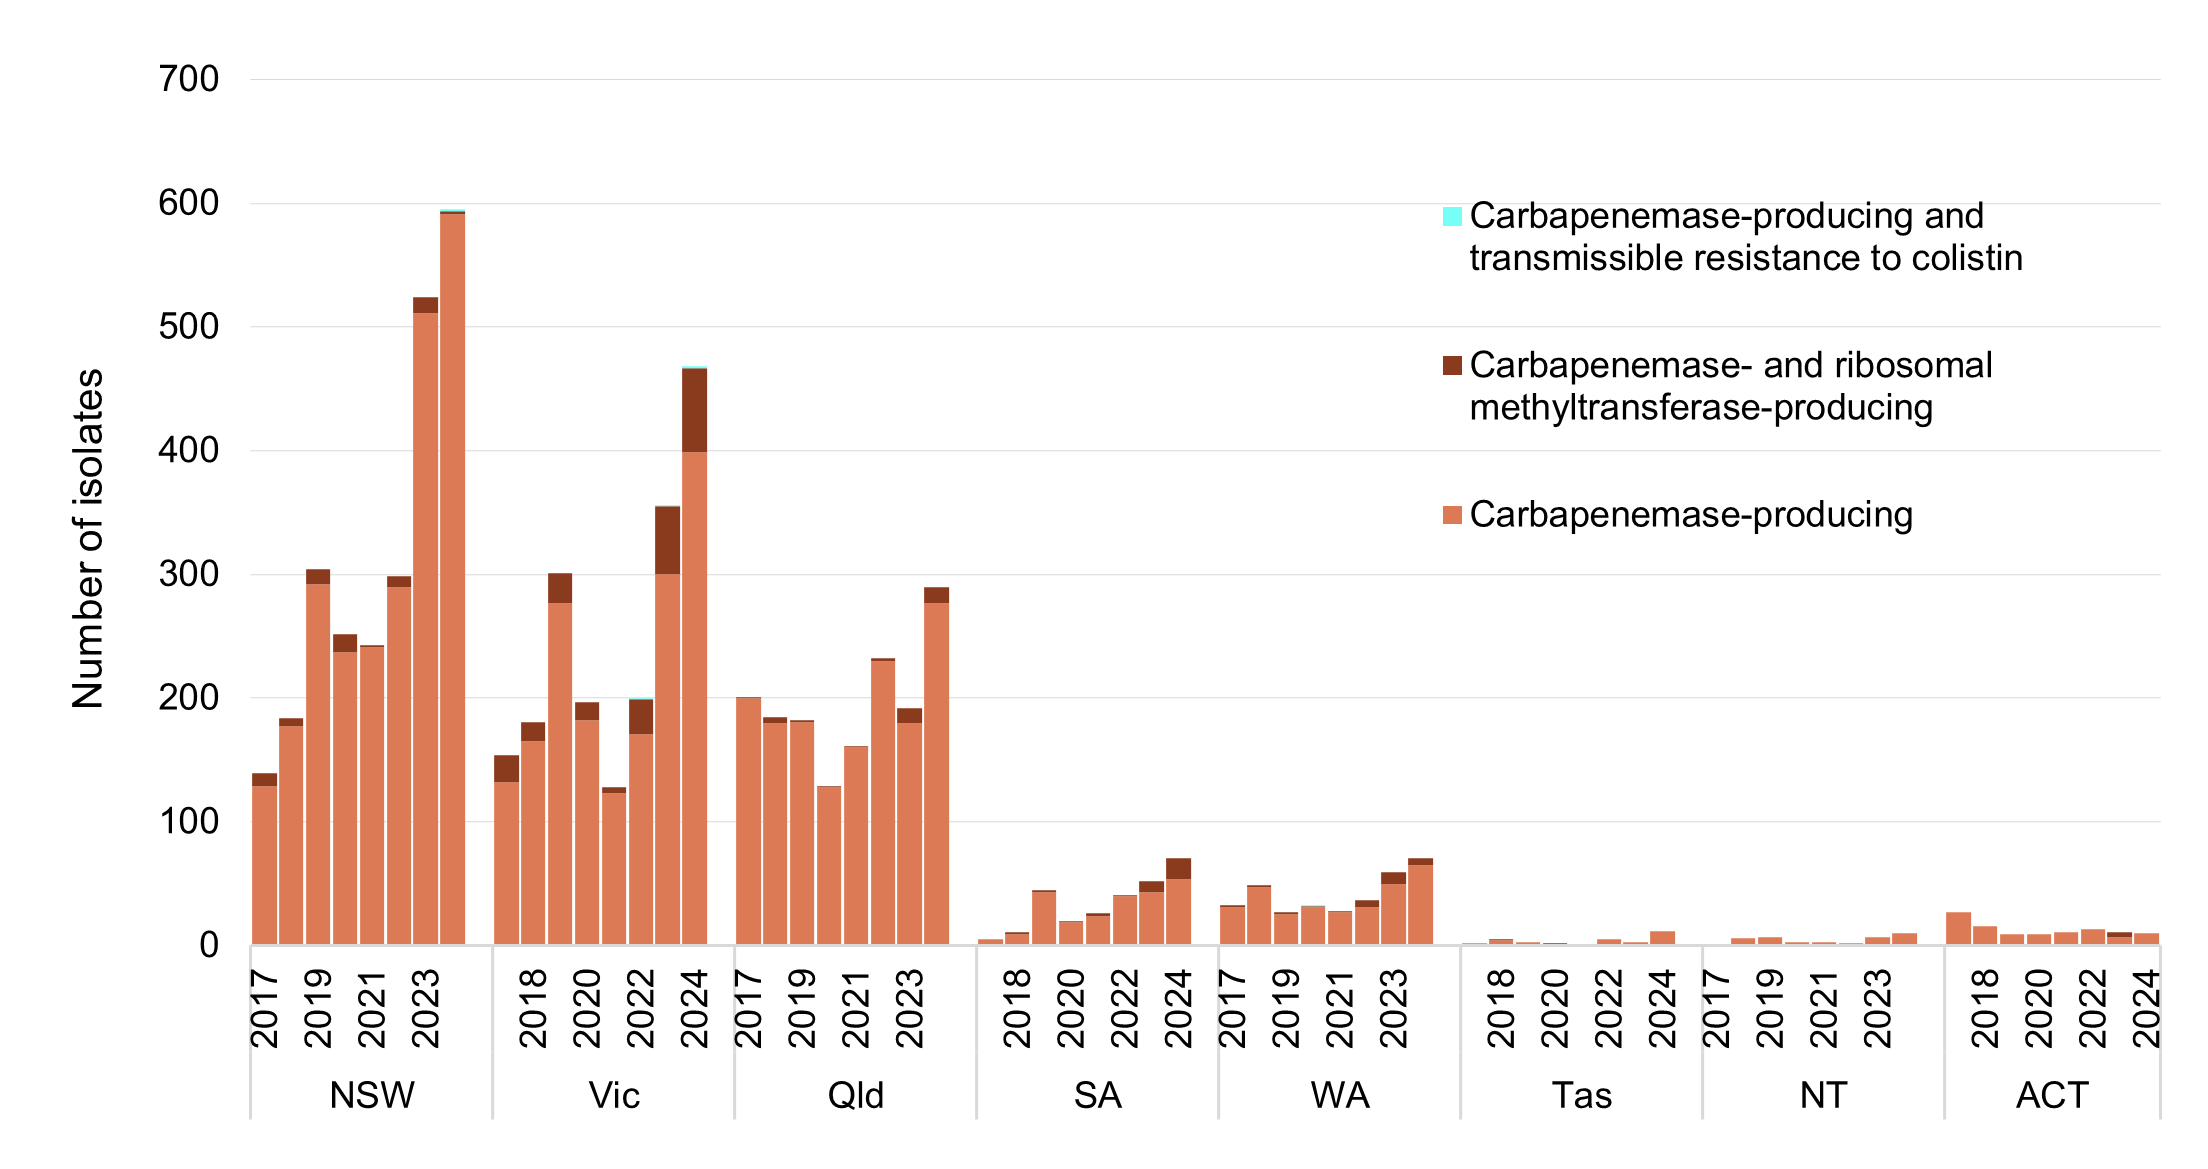 700
600
500
400
300
200
100
0
Number of isolates
Carbapenemase-producing and
transmissible resistance to colistin
Carbapenemase- and ribosomal
methyltransferase-producing
Carbapenemase-producing
2017 2019 2021 2023 2018 2020 2022 2024 2017 2019 2021 2023 2018 2020 2022 2024 2017 2019 2021 2023 2018 2020 2022 2024 2017 2019 2021 2023 2018 2020 2022 2024
NSW Vic Qld SA WA Tas NT ACT